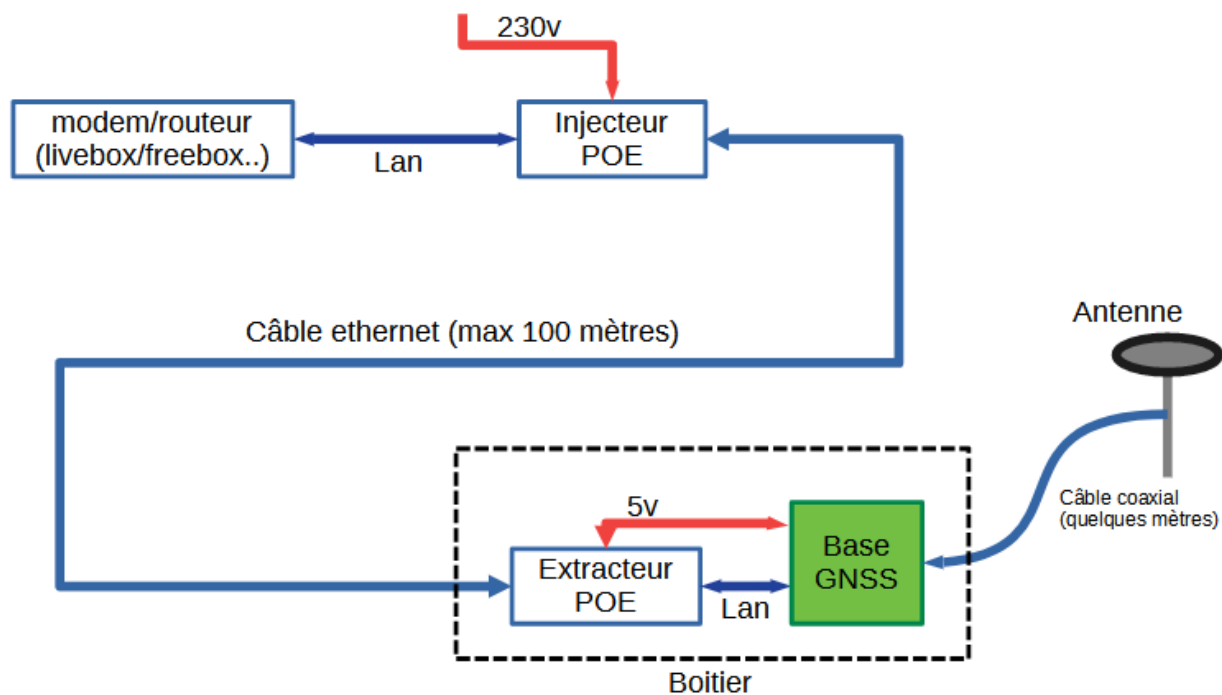 230v
modem/routeur
(livebox/freebox..)
Lan
Injecteur
POE
Câble ethernet (max 100 mètres)
Antenne
Câble coaxial
(quelques mètres)
5v
Extracteur
POE
Lan
Base
GNSS
Boitier